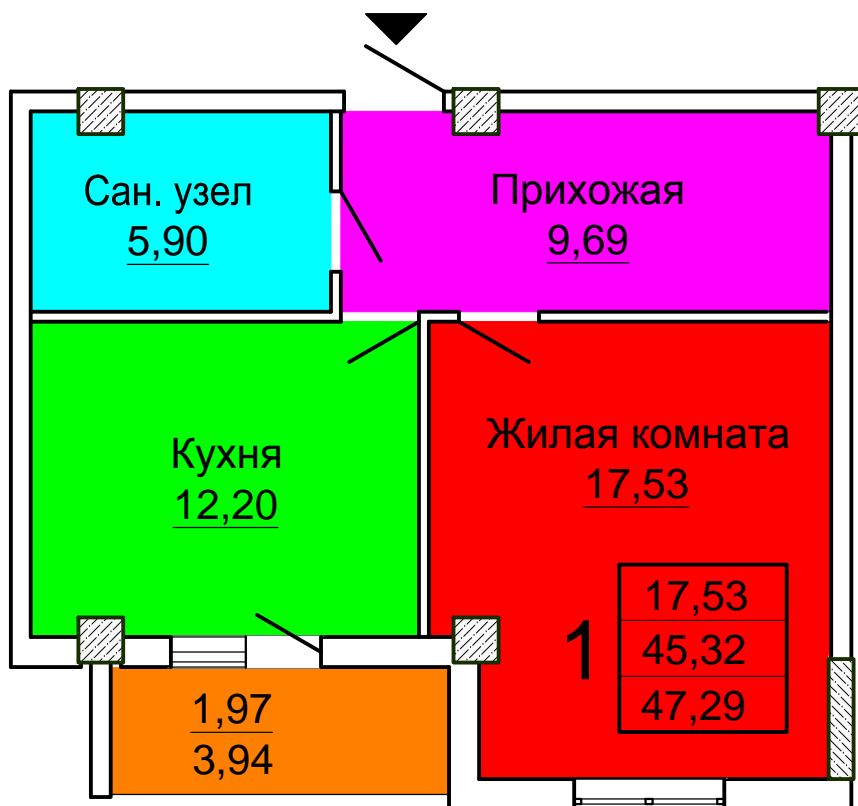 Сан. узел
5,90
Прихожая
9,69
Кухня
12,20
Жилая комната
17,53
1
17,53
45,32
47,29
1,97
3,94